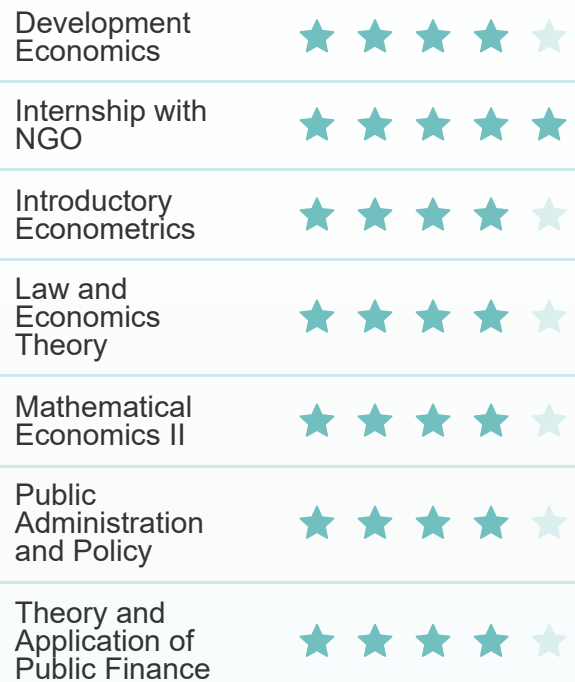 Development
Economics
Internship with
NGO
Introductory
Econometrics
Law and
Economics
Theory
Mathematical
Economics II
Public
Administration
and Policy
Theory and
Application of
Public Finance